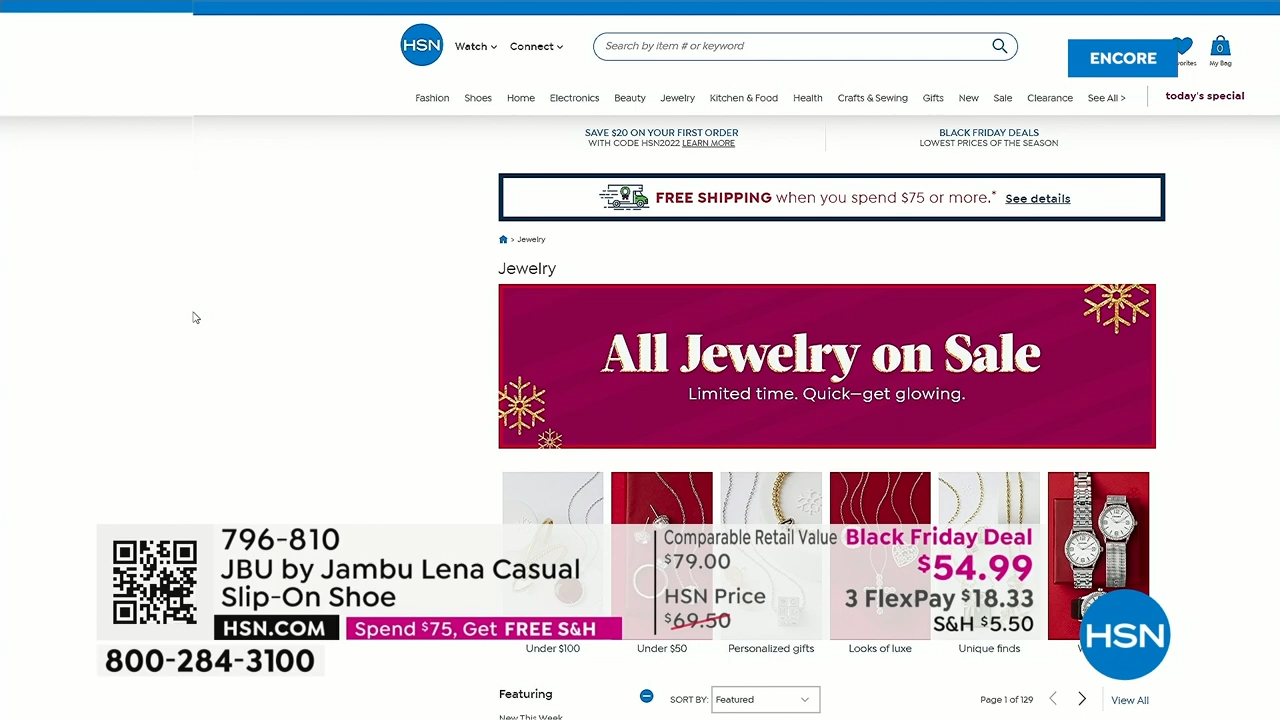 HSN
Watch
Connect
Search by item # or keyword
ENCORE
0
My Bag
Fashion
Shoes
Home
Electronics
Beauty
Jewelry
Kitchen & Food
Health
Crafts & Sewing
Gifts
New
Sale
Clearance
See All >
today's special
SAVE $20 ON YOUR FIRST ORDER
WITH CODE HSN2022 LEARN MORE
BLACK FRIDAY DEALS
LOWEST PRICES OF THE SEASON
FREE SHIPPING when you spend $75 or more.* See details
> Jewelry
Jewelry
All Jewelry on Sale
Limited time. Quick—get glowing.
796-810
JBU by Jambu Lena Casual
Slip-On Shoe
HSN.COM
Spend $75, Get FREE S&H
800-284-3100
Comparable Retail Value
$79.00
HSN Price
$69.50
Black Friday Deal
$54.99
3 FlexPay $18.33
S&H $5.50
HSN
Under $100
Under $50
Personalized gifts
Looks of luxe
Unique finds
Featuring
New This Week
SORT BY:
Featured
Page 1 of 129
View All